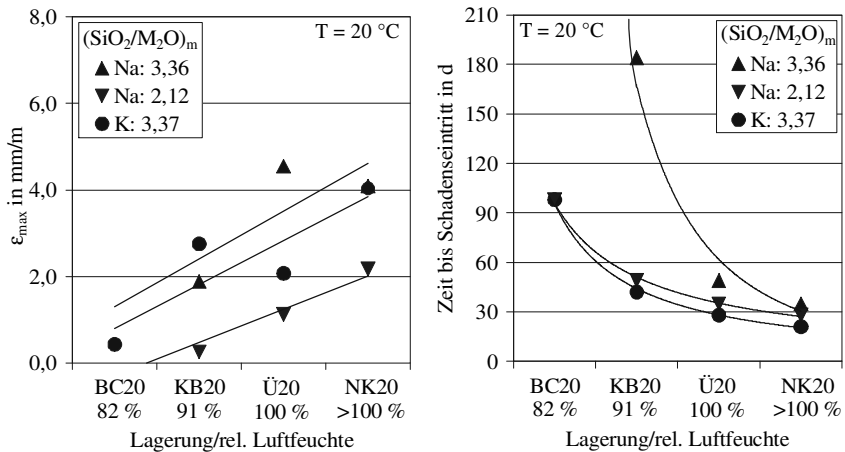 (SiO₂/M₂O)ₘ
Na: 3,36
Na: 2,12
K: 3,37
T = 20 °C
8,0
6,0
4,0
2,0
0,0
εmax in mm/m
BC20 KB20 Ü20 NK20
82 % 91 % 100 % >100 %
Lagerung/rel. Luftfeuchte
T = 20 °C
(SiO₂/M₂O)ₘ
Na: 3,36
Na: 2,12
K: 3,37
210
180
150
120
90
60
30
0
Zeit bis Schadenseintritt in d
BC20 KB20 Ü20 NK20
82 % 91 % 100 % >100 %
Lagerung/rel. Luftfeuchte